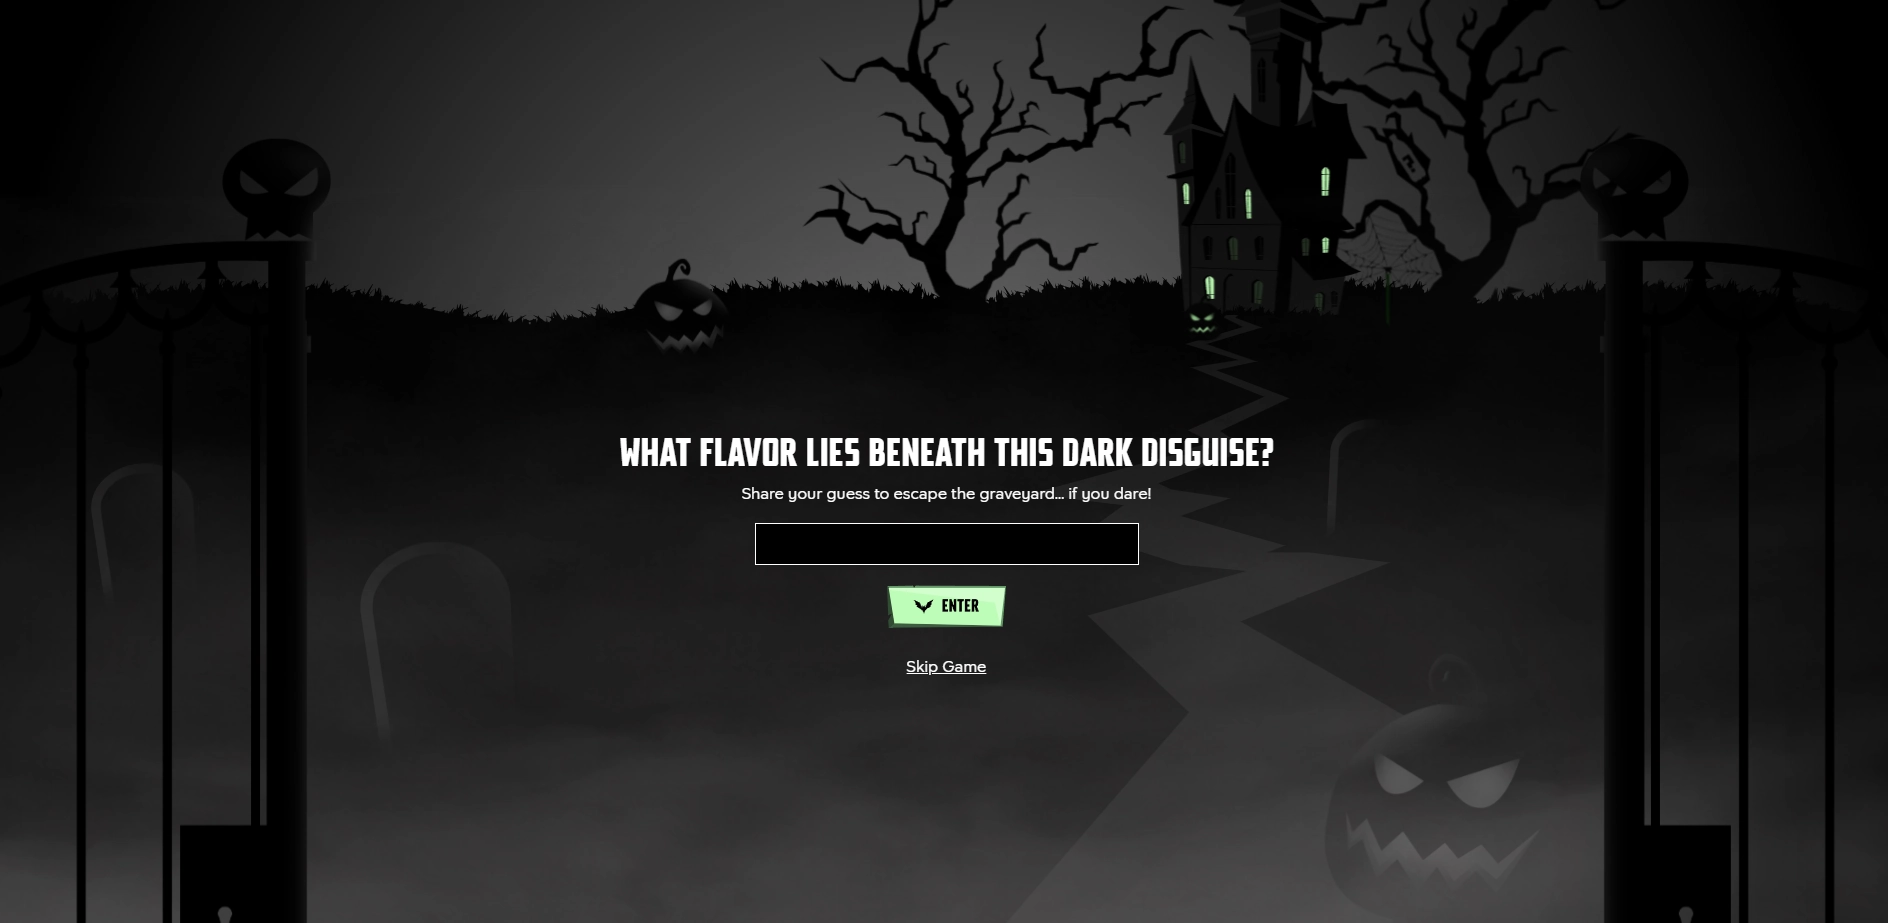 WHAT FLAVOR LIES BENEATH THIS DARK DISGUISE?
Share your guess to escape the graveyard... if you dare!
ENTER
Skip Game